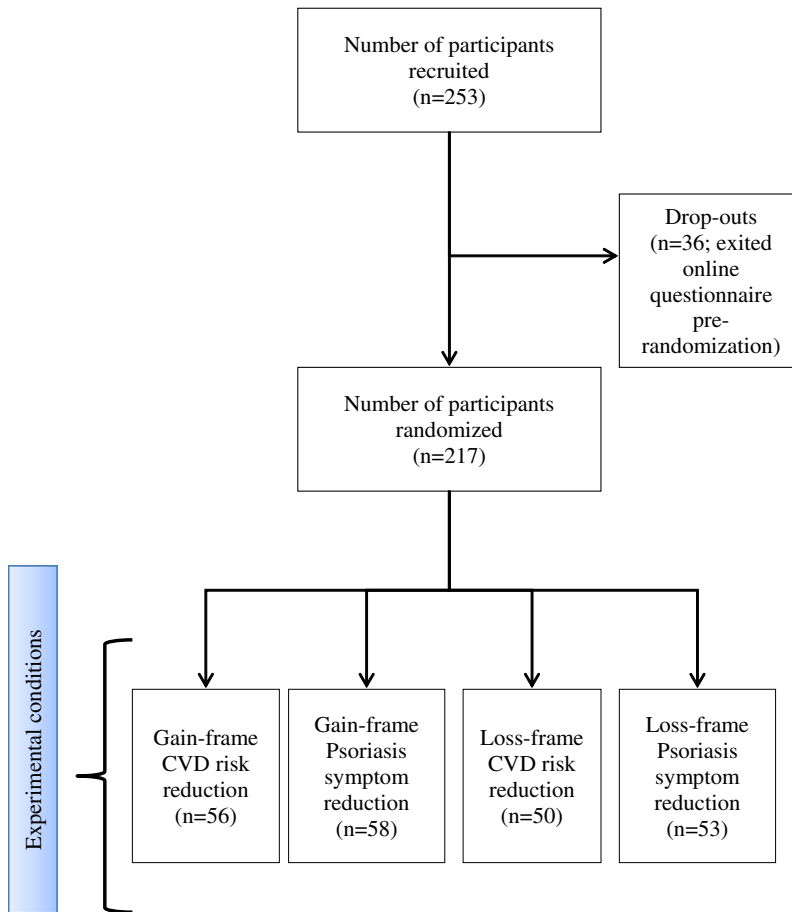 Number of participants
recruited
(n=253)
Drop-outs
(n=36; exited
online
questionnaire
pre-
randomization)
Number of participants
randomized
(n=217)
Experimental conditions
Gain-frame
CVD risk
reduction
(n=56)
Gain-frame
Psoriasis
symptom
reduction
(n=58)
Loss-frame
CVD risk
reduction
(n=50)
Loss-frame
Psoriasis
symptom
reduction
(n=53)